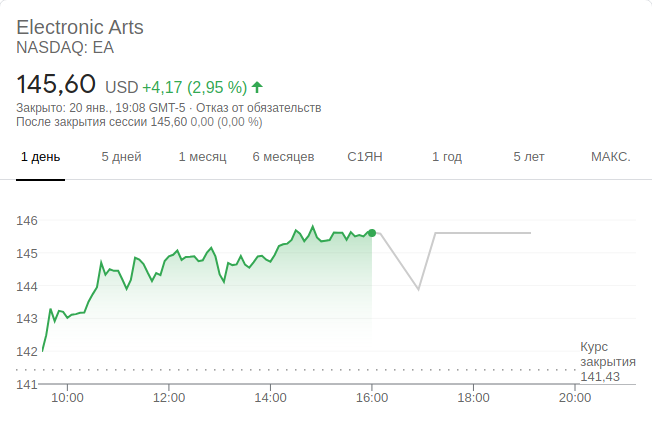 Electronic Arts
NASDAQ: EA
145,60 USD +4,17 (2,95 %)
Закрыто: 20 янв., 19:08 GMT-5 · Отказ от обязательств
После закрытия сессии 145,60 0,00 (0,00 %)
1 день 5 дней 1 месяц 6 месяцев С1ЯН 1 год 5 лет МАКС.
146
145
144
143
142
Курс
закрытия
141,43
141
10:00 12:00 14:00 16:00 18:00 20:00